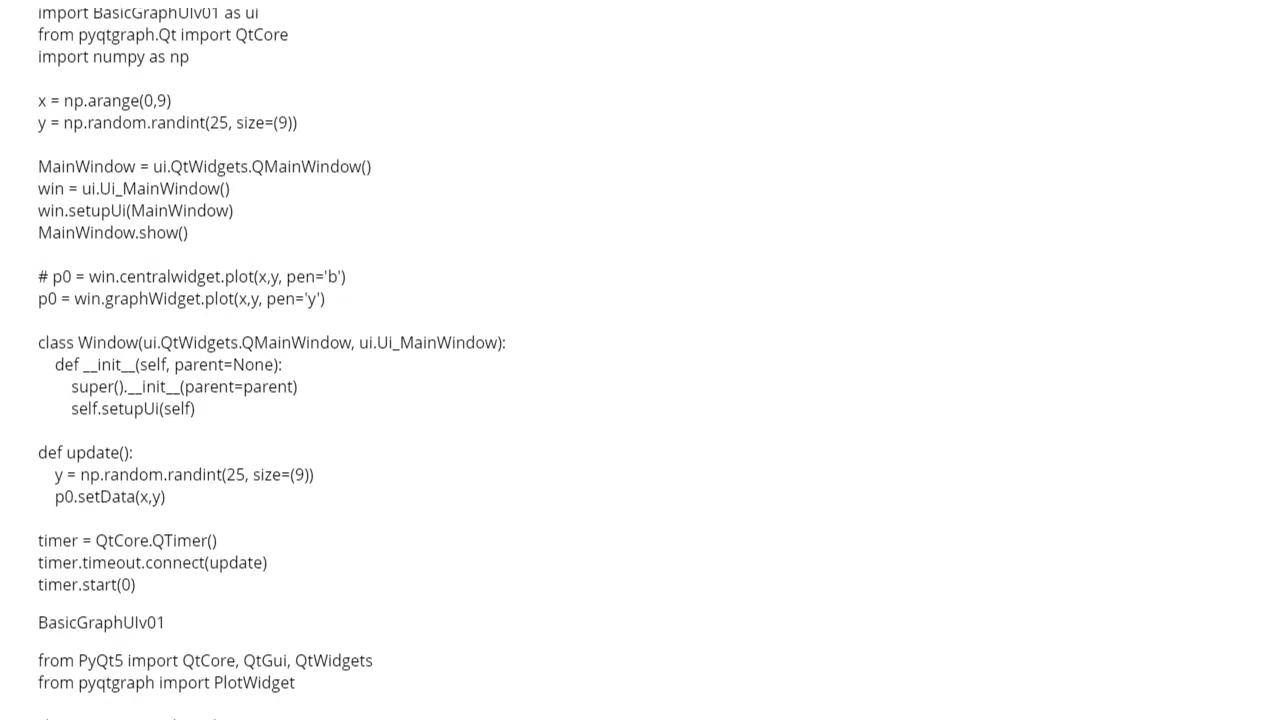 import BasicGraphUIv01 as ui
from pyqtgraph.Qt import QtCore
import numpy as np
x = np.arange(0,9)
y = np.random.randint(25, size=(9))
MainWindow = ui.QtWidgets.QMainWindow()
win = ui.Ui_MainWindow()
win.setupUi(MainWindow)
MainWindow.show()
# p0 = win.centralwidget.plot(x,y, pen='b')
p0 = win.graphWidget.plot(x,y, pen='y')
class Window(ui.QtWidgets.QMainWindow, ui.Ui_MainWindow):
    def __init__(self, parent=None):
        super().__init__(parent=parent)
        self.setupUi(self)
def update():
    y = np.random.randint(25, size=(9))
    p0.setData(x,y)
timer = QtCore.QTimer()
timer.timeout.connect(update)
timer.start(0)
BasicGraphUIv01
from PyQt5 import QtCore, QtGui, QtWidgets
from pyqtgraph import PlotWidget